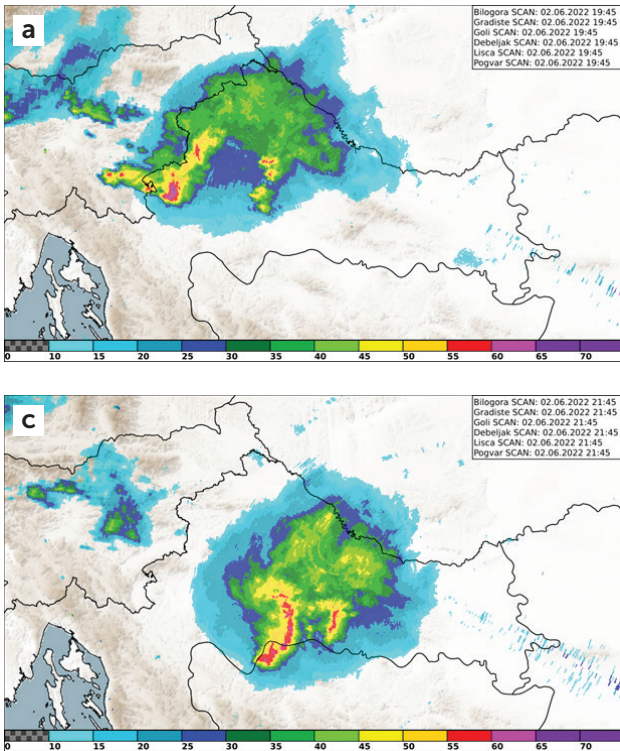 a
Bilogora SCAN: 02.06.2022 19:45
Gradiste SCAN: 02.06.2022 19:45
Goli SCAN: 02.06.2022 19:45
Debeljak SCAN: 02.06.2022 19:45
Lisca SCAN: 02.06.2022 19:45
Pogvar SCAN: 02.06.2022 19:45
0 10 15 20 25 30 35 40 45 50 55 60 65 70
c
Bilogora SCAN: 02.06.2022 21:45
Gradiste SCAN: 02.06.2022 21:45
Goli SCAN: 02.06.2022 21:45
Debeljak SCAN: 02.06.2022 21:45
Lisca SCAN: 02.06.2022 21:45
Pogvar SCAN: 02.06.2022 21:45
0 10 15 20 25 30 35 40 45 50 55 60 65 70